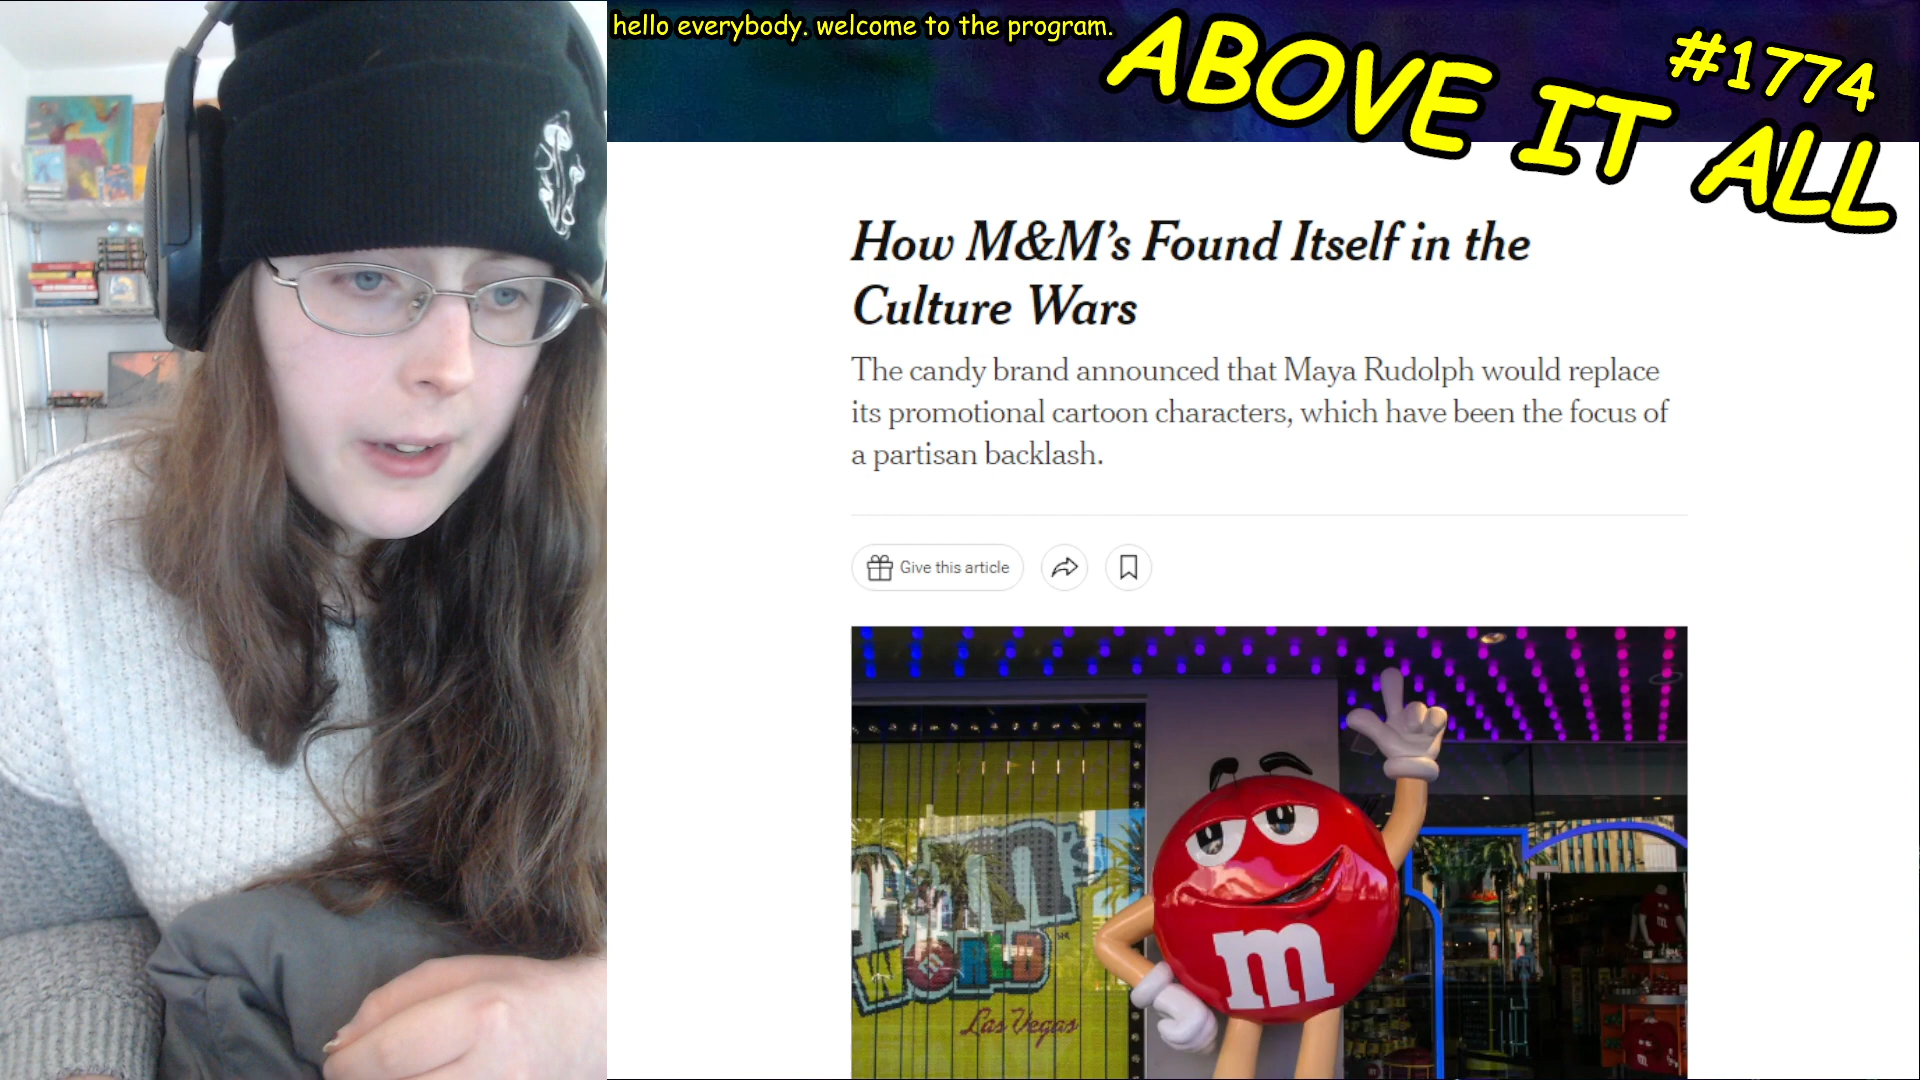 hello everybody. welcome to the program.
#1774
ABOVE IT ALL
How M&M’s Found Itself in the
Culture Wars
The candy brand announced that Maya Rudolph would replace
its promotional cartoon characters, which have been the focus of
a partisan backlash.
Give this article
m&m's
WORLD
Las Vegas
m
m
m